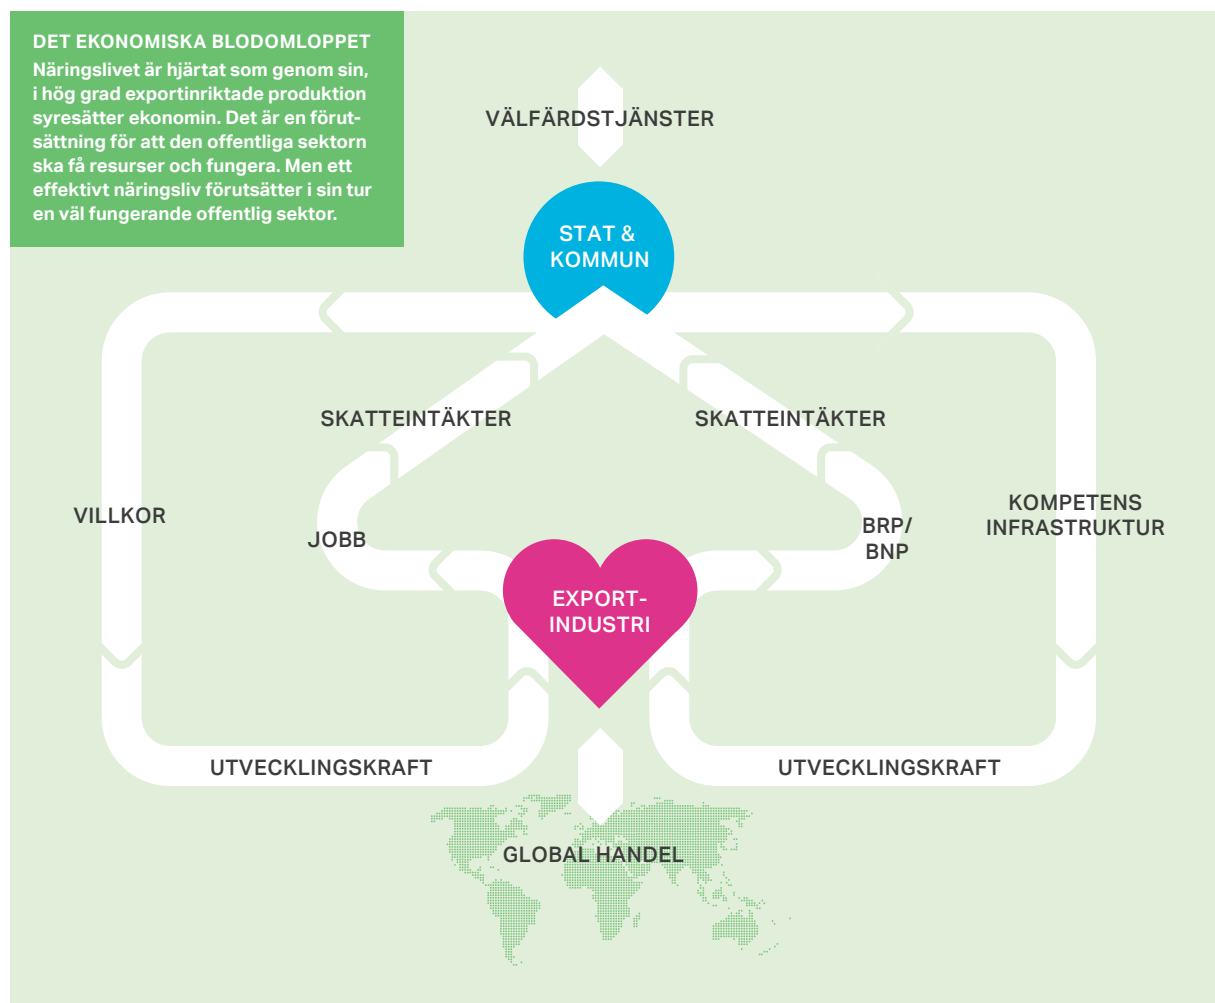 DET EKONOMISKA BLODOMLOPPET
Näringslivet är hjärtat som genom sin,
i hög grad exportinriktade produktion
syresätter ekonomin. Det är en förut-
sättning för att den offentliga sektorn
ska få resurser och fungera. Men ett
effektivt näringsliv förutsätter i sin tur
en väl fungerande offentlig sektor.
VÄLFÄRDSTJÄNSTER
STAT &
KOMMUN
SKATTEINTÄKTER
SKATTEINTÄKTER
VILLKOR
JOBB
BRP/
BNP
KOMPETENS
INFRASTRUKTUR
EXPORT-
INDUSTRI
UTVECKLINGSKRAFT
UTVECKLINGSKRAFT
GLOBAL HANDEL